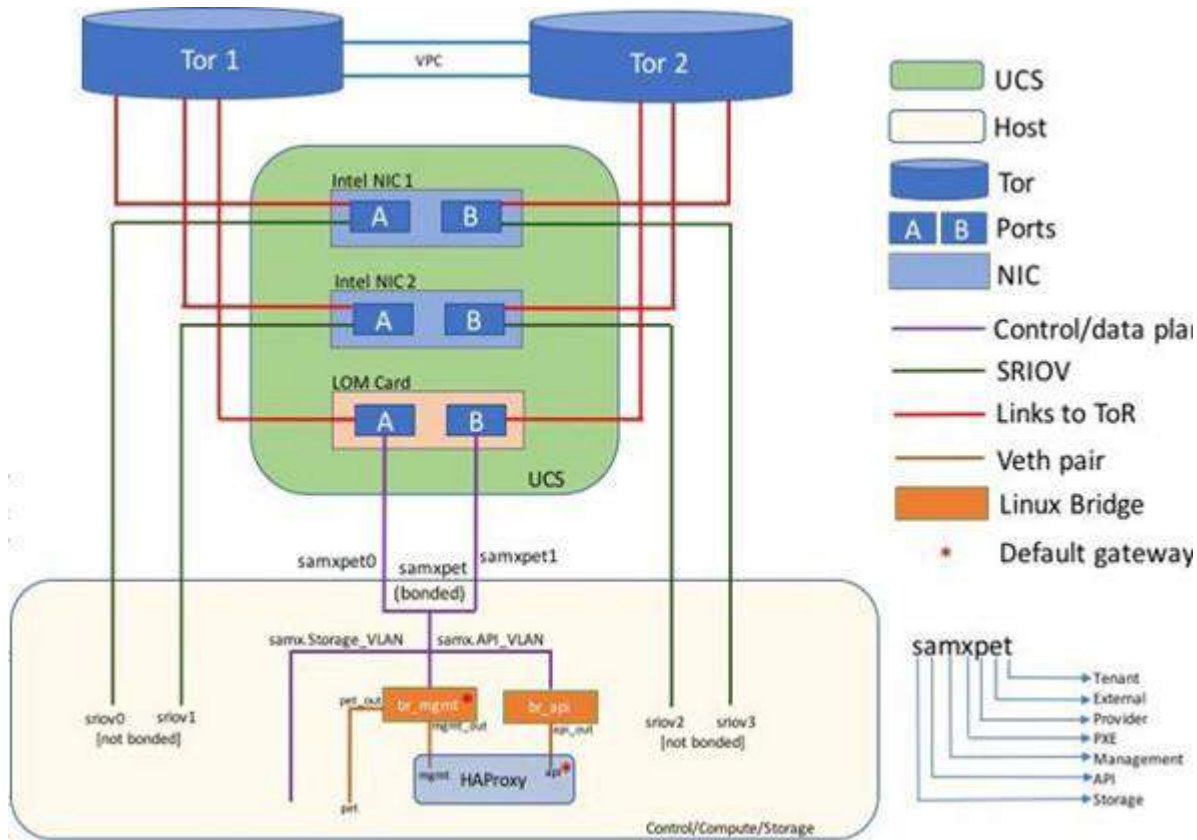 Tor 1
VPC
Tor 2
Intel NIC 1
A B
Intel NIC 2
A B
LOM Card
A B
UCS
samxpet0
samxpet
(bonded)
samxpet1
samx.Storage_VLAN
samx.API_VLAN
sriov0 sriov1
[not bonded]
pet_out
br_mgmt*
mgmt_out
br_api
api_out
mgmt
HAProxy
api*
pet
sriov2 sriov3
[not bonded]
Control/Compute/Storage
UCS
Host
Tor
A B Ports
NIC
Control/data plan
SRIOV
Links to ToR
Veth pair
Linux Bridge
* Default gateway
samxpet
Tenant
External
Provider
PXE
Management
API
Storage